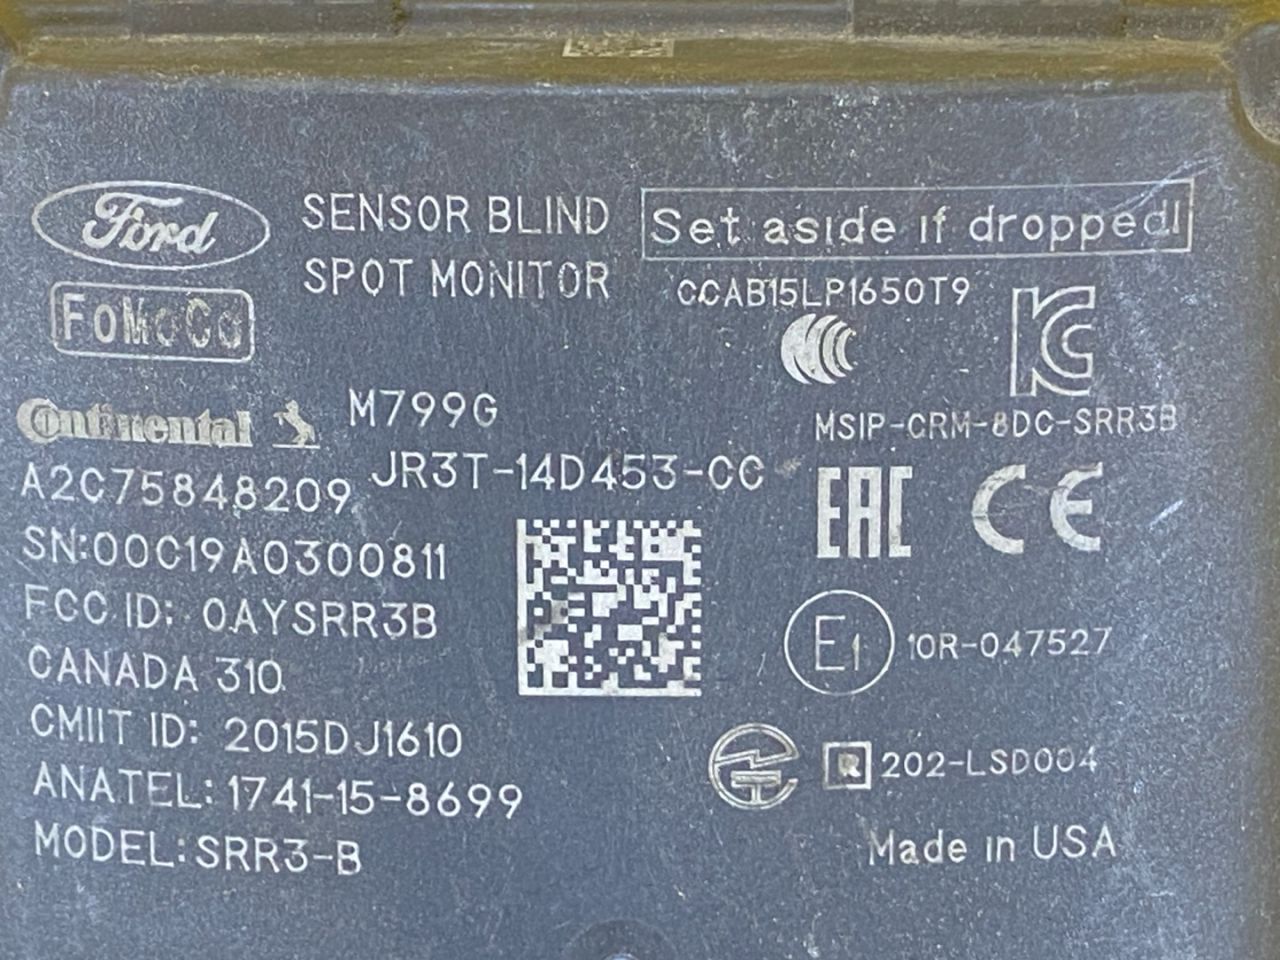 Ford
SENSOR BLIND
SPOT MONITOR
Set aside if dropped!
FoMoCo
CCAB15LP1650T9
Continental
M799G
MSIP-CRM-8DC-SRR3B
A2C75848209
JR3T-14D453-CC
EAC
CE
SN:00C19A0300811
FCC ID: OAYSRR3B
E1
10R-047527
CANADA 310
CMIIT ID: 2015DJ1610
R 202-LSD004
ANATEL: 1741-15-8699
MODEL: SRR3-B
Made in USA